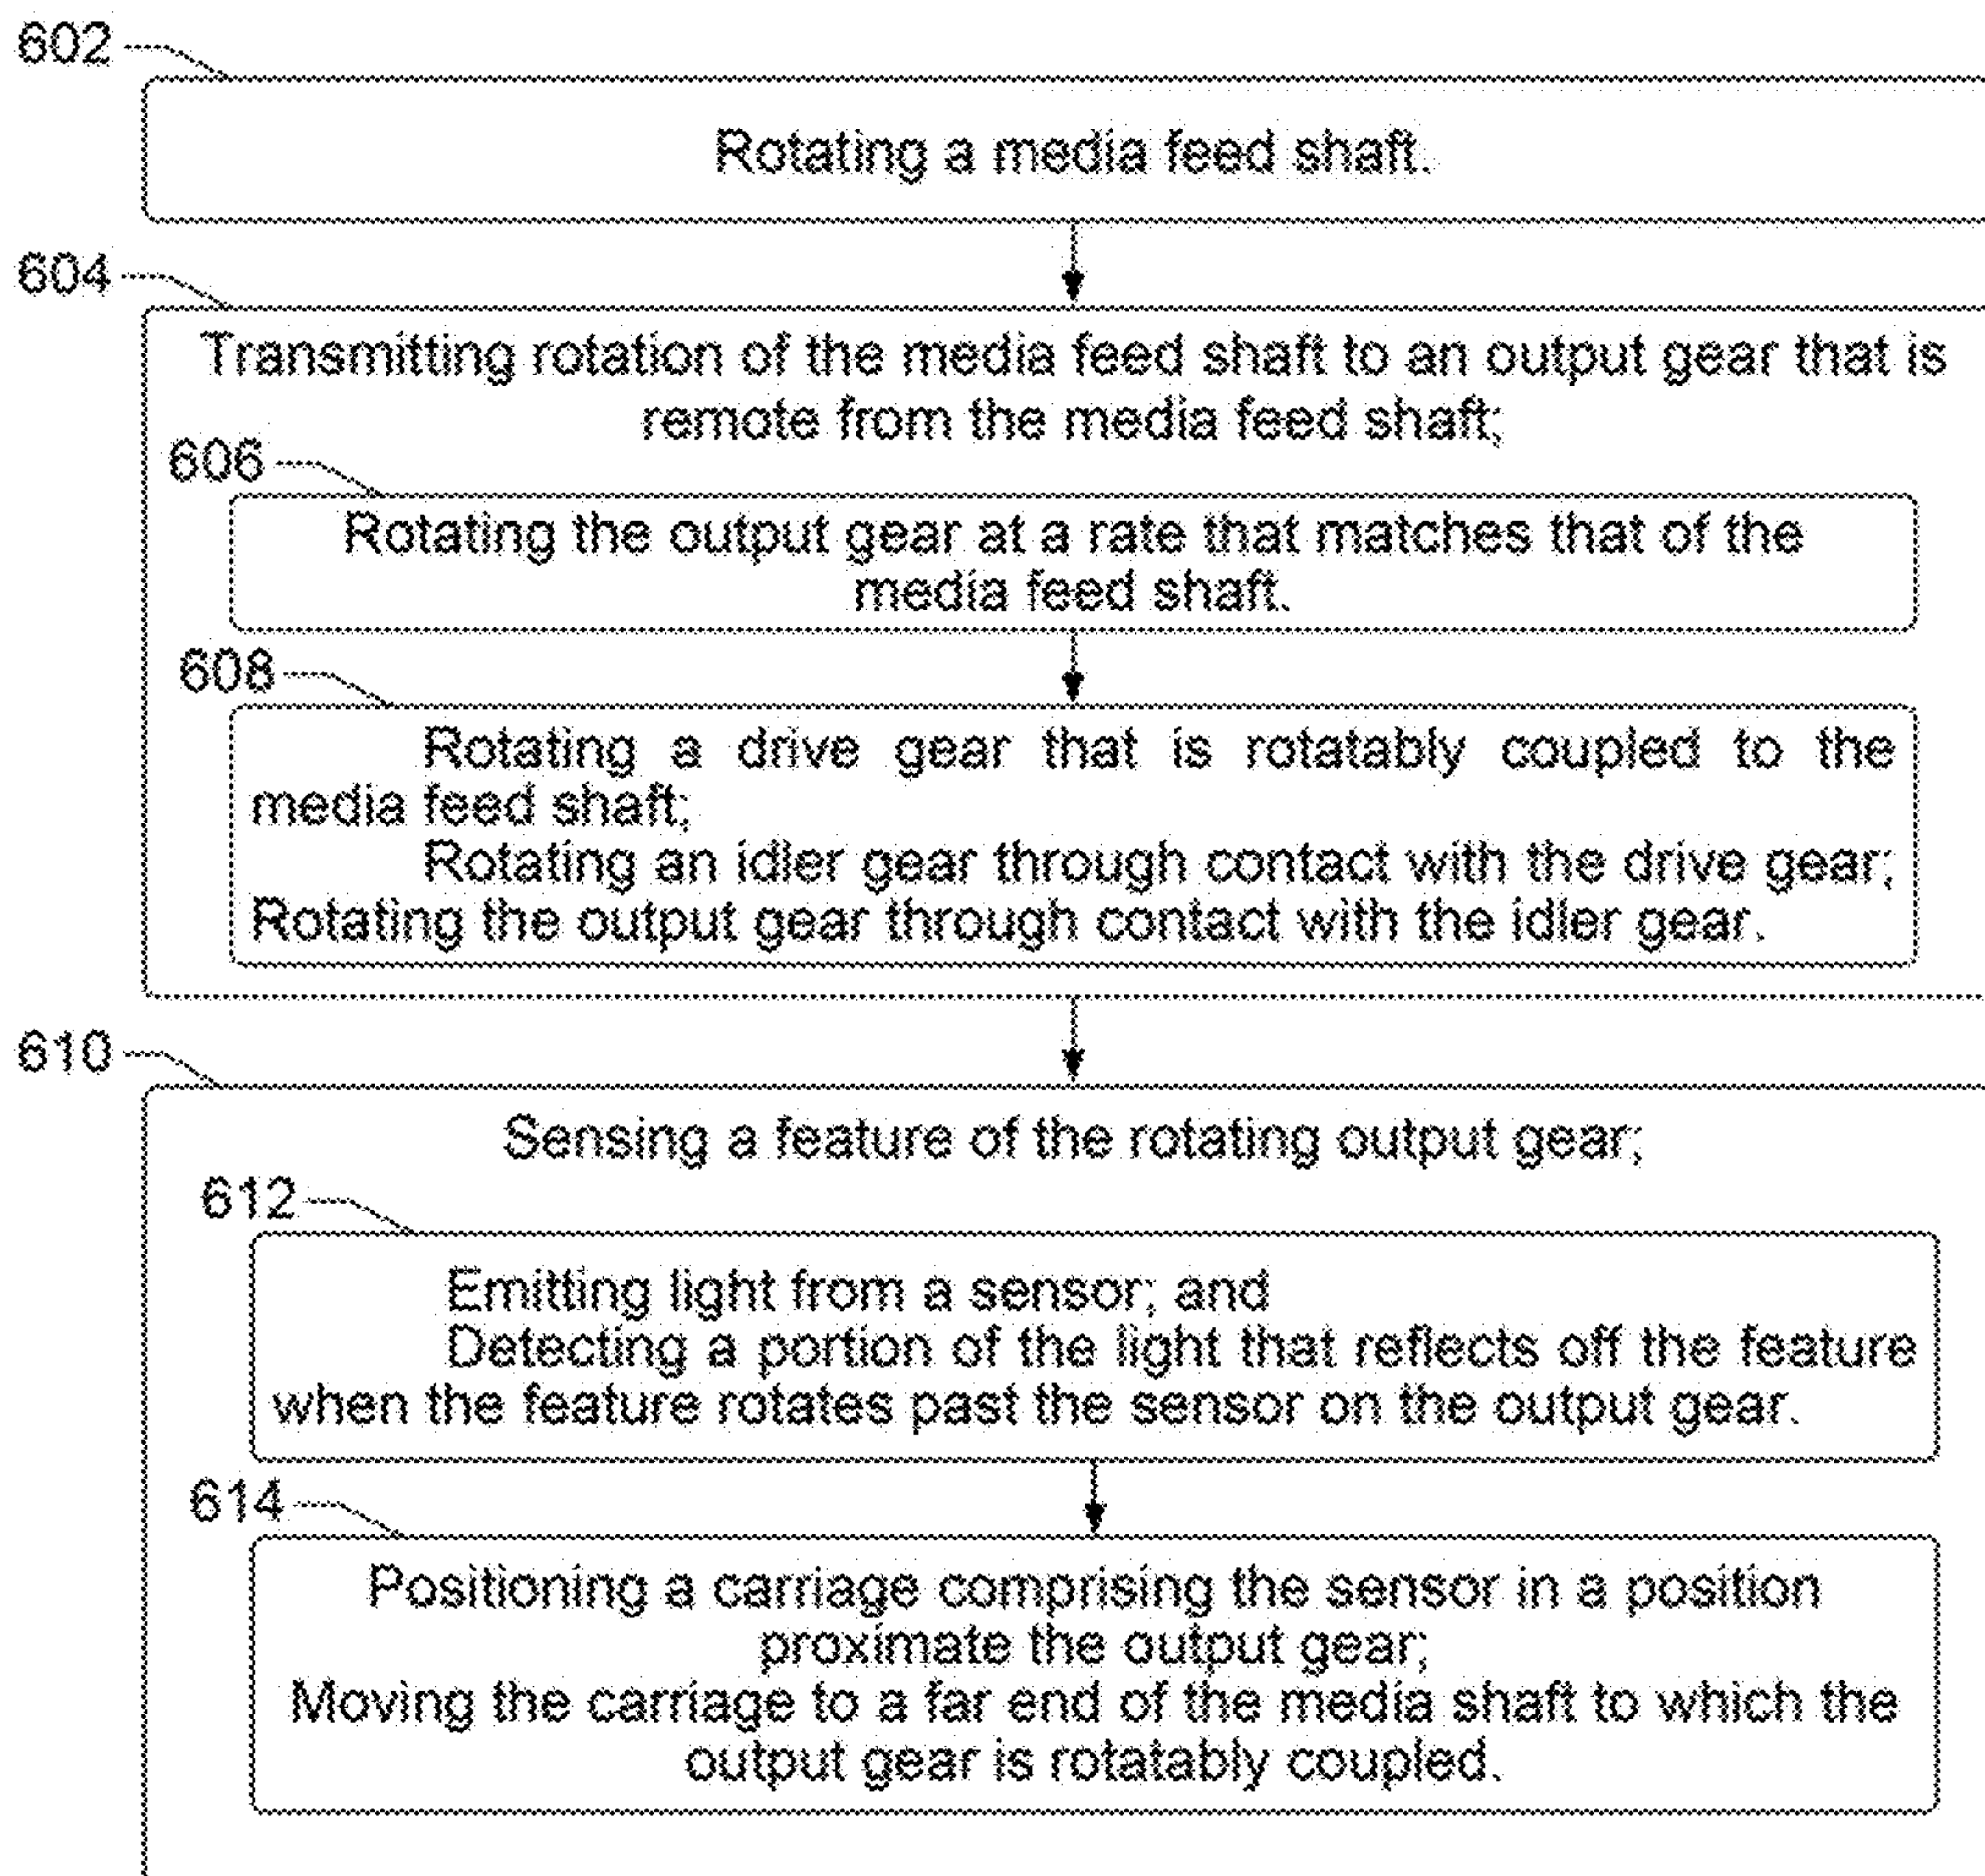 602
Rotating a media feed shaft.
604
Transmitting rotation of the media feed shaft to an output gear that is
remote from the media feed shaft;
606
Rotating the output gear at a rate that matches that of the
media feed shaft.
608
Rotating a drive gear that is rotatably coupled to the
media feed shaft;
Rotating an idler gear through contact with the drive gear;
Rotating the output gear through contact with the idler gear.
610
Sensing a feature of the rotating output gear;
612
Emitting light from a sensor; and
Detecting a portion of the light that reflects off the feature
when the feature rotates past the sensor on the output gear.
614
Positioning a carriage comprising the sensor in a position
proximate the output gear;
Moving the carriage to a far end of the media shaft to which the
output gear is rotatably coupled.